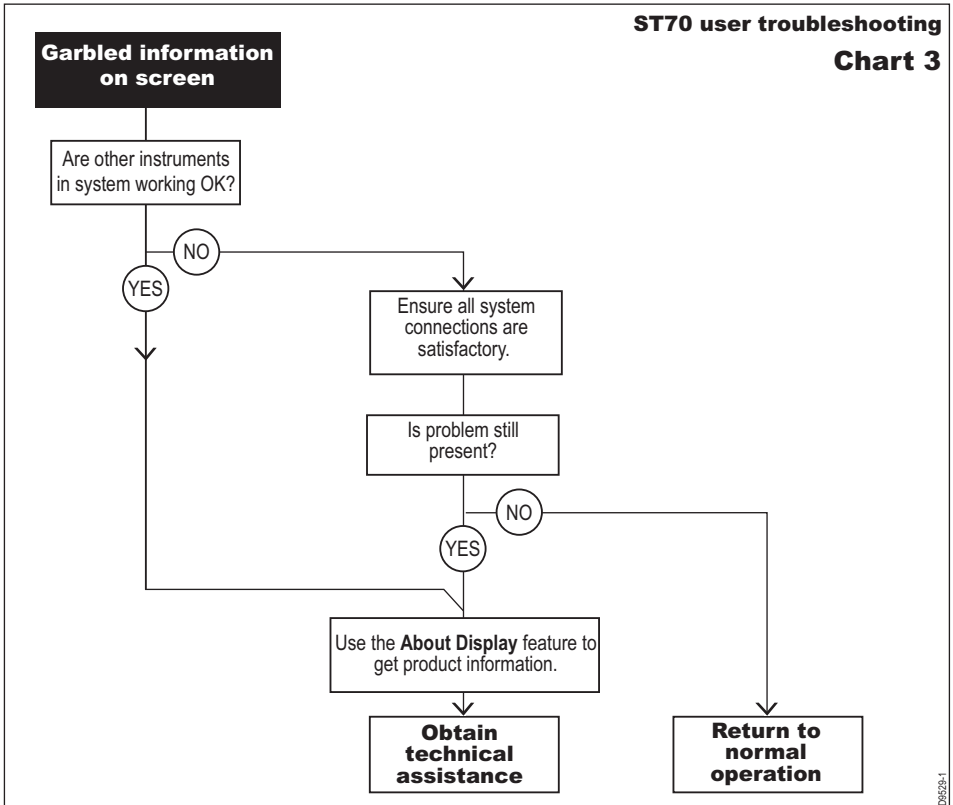 ST70 user troubleshooting
Chart 3
Garbled information
on screen
Are other instruments
in system working OK?
NO
YES
Ensure all system
connections are
satisfactory.
Is problem still
present?
NO
YES
Use the About Display feature to
get product information.
Obtain
technical
assistance
Return to
normal
operation
D9529-1